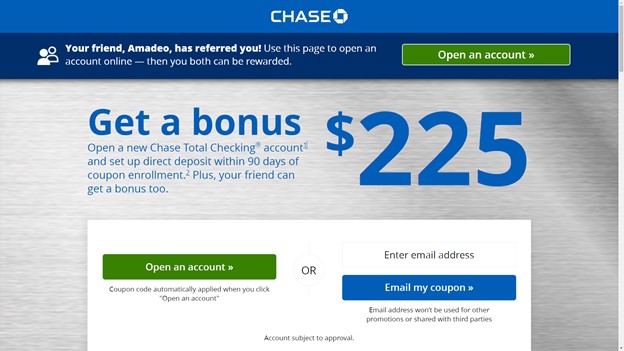 CHASE
Your friend, Amadeo, has referred you! Use this page to open an
account online — then you both can be rewarded.
Open an account »
Get a bonus
$225
Open a new Chase Total Checking® account1
and set up direct deposit within 90 days of
coupon enrollment.2 Plus, your friend can
get a bonus too.
Open an account »
Coupon code automatically applied when you click
"Open an account"
OR
Enter email address
Email my coupon »
Email address won't be used for other
promotions or shared with third parties
Account subject to approval.